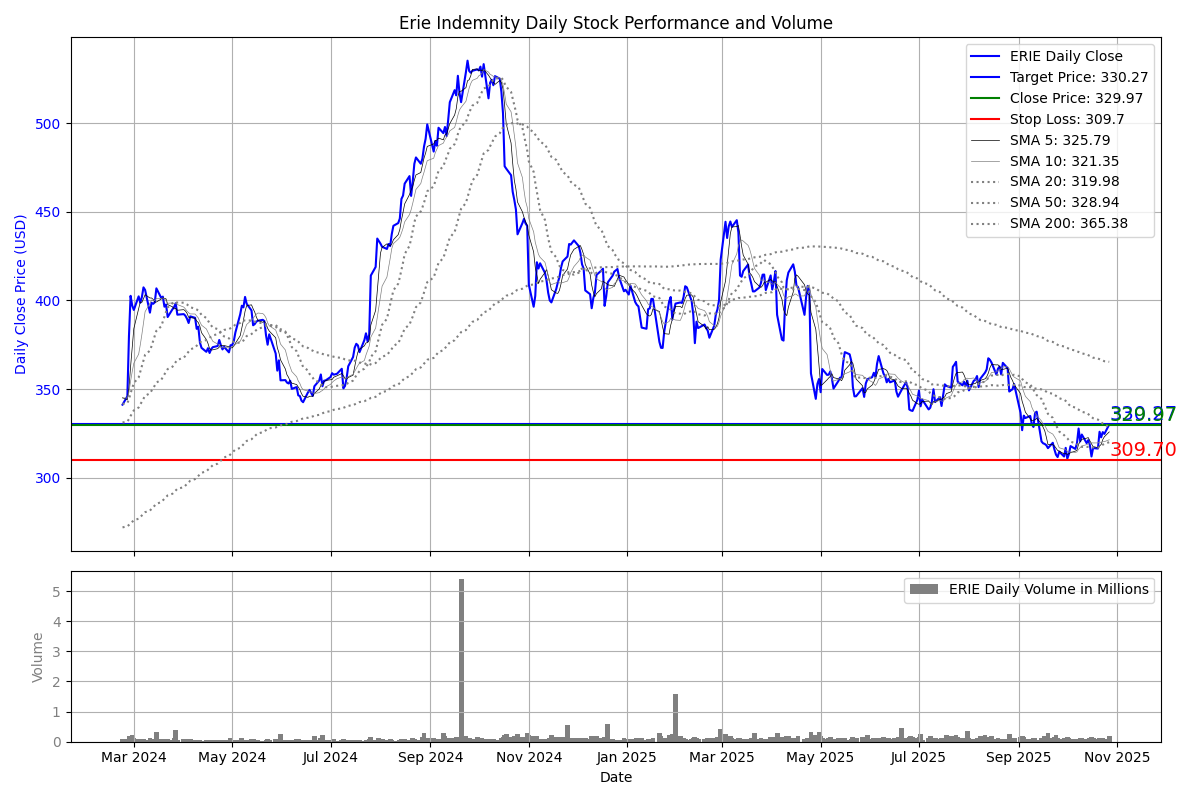 Erie Indemnity Daily Stock Performance and Volume
Daily Close Price (USD)
500
450
400
350
300
ERIE Daily Close
Target Price: 330.27
Close Price: 329.97
Stop Loss: 309.7
SMA 5: 325.79
SMA 10: 321.35
SMA 20: 319.98
SMA 50: 328.94
SMA 200: 365.38
330.27
329.97
309.70
Volume
5
4
3
2
1
0
ERIE Daily Volume in Millions
Mar 2024 May 2024 Jul 2024 Sep 2024 Nov 2024 Jan 2025 Mar 2025 May 2025 Jul 2025 Sep 2025 Nov 2025
Date